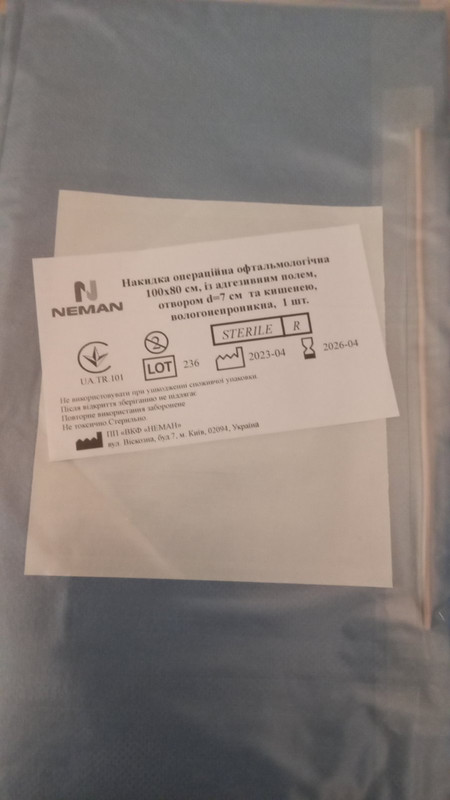 NEMAN
Накидка операційна офтальмологічна
100х80 см, із адгезивним полем,
отвором d=7 см та кишенею,
вологонепроникна, 1 шт.
UA.TR.101
2
LOT 236
STERILE R
2023-04
2026-04
Не використовувати при ушкодженні споживчої упаковки.
Після відкриття зберіганню не підлягає
Повторне використання заборонене
Не токсично Стерильно
ПП «ВКФ «НЕМАН»
вул. Віскозна, буд.7, м. Київ, 02094, Україна